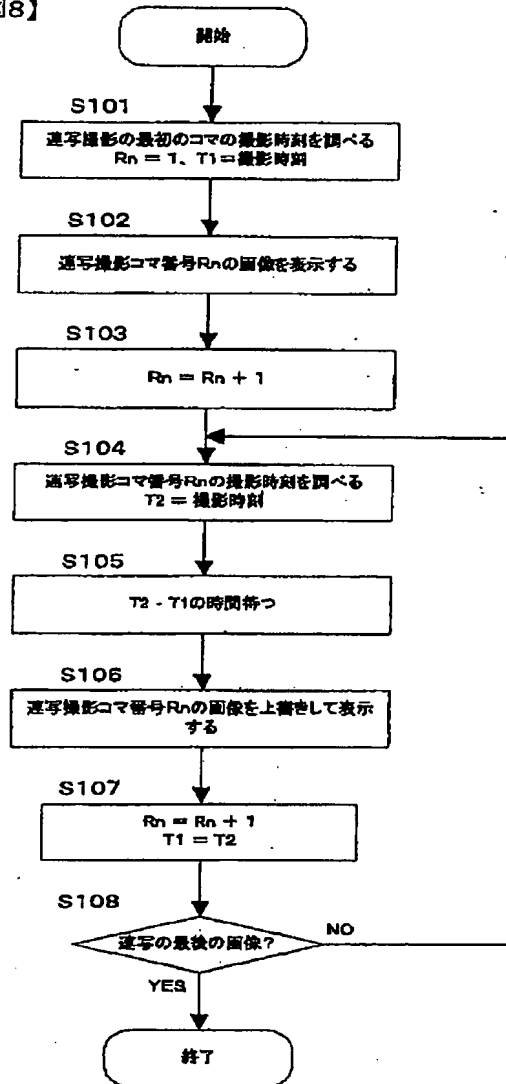 図8】
開始
S101
連写撮影の最初のコマの撮影時刻を調べる
Rn = 1、T1=撮影時刻
S102
連写撮影コマ番号Rnの画像を表示する
S103
Rn = Rn + 1
S104
連写撮影コマ番号Rnの撮影時刻を調べる
T2 = 撮影時刻
S105
T2 - T1の時間待つ
S106
連写撮影コマ番号Rnの画像を上書きして表示
する
S107
Rn = Rn + 1
T1 = T2
S108
連写の最後の画像?
NO
YES
終了